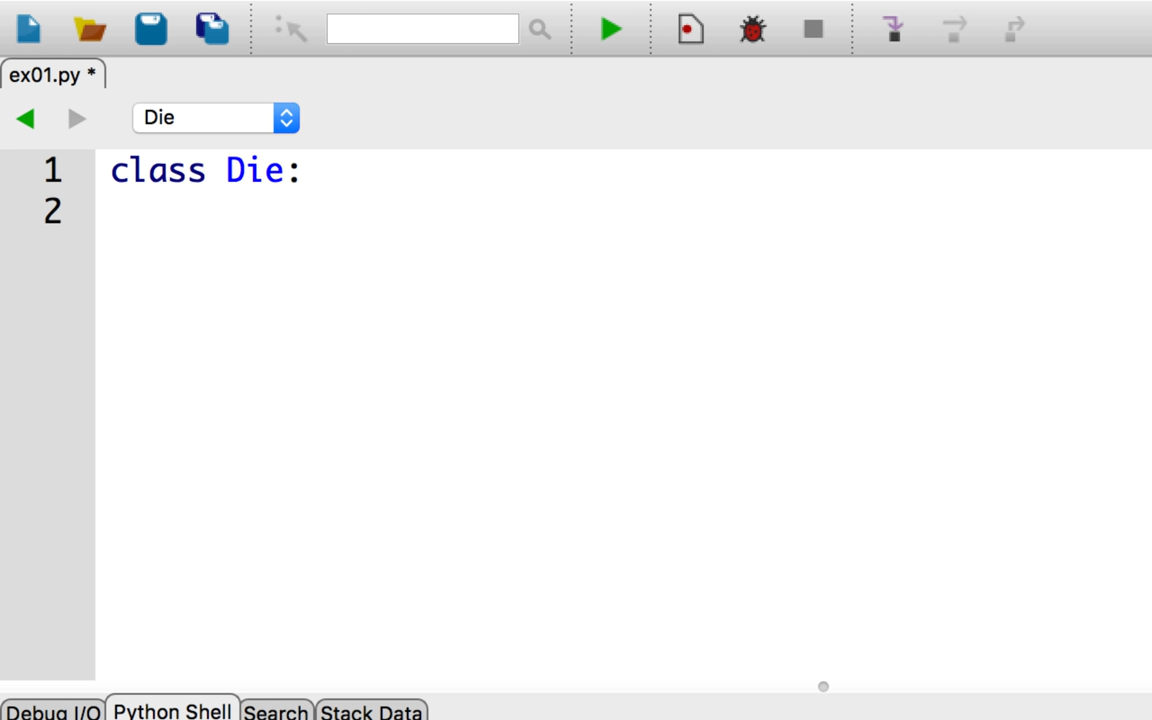 ex01.py *
Die
1 class Die:
2
Debug I/O Python Shell Search Stack Data